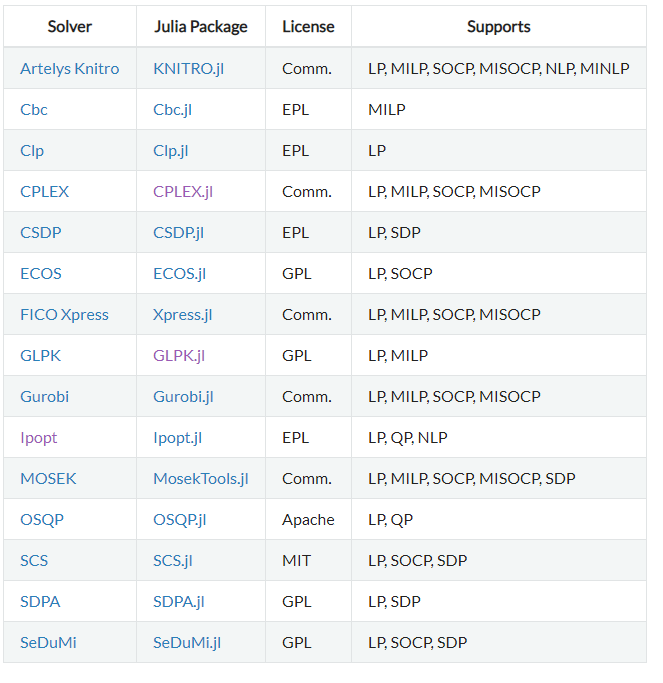 Solver Julia Package License Supports
Artelys Knitro KNITRO.jl Comm. LP, MILP, SOCP, MISOCP, NLP, MINLP
Cbc Cbc.jl EPL MILP
Clp Clp.jl EPL LP
CPLEX CPLEX.jl Comm. LP, MILP, SOCP, MISOCP
CSDP CSDP.jl EPL LP, SDP
ECOS ECOS.jl GPL LP, SOCP
FICO Xpress Xpress.jl Comm. LP, MILP, SOCP, MISOCP
GLPK GLPK.jl GPL LP, MILP
Gurobi Gurobi.jl Comm. LP, MILP, SOCP, MISOCP
Ipopt Ipopt.jl EPL LP, QP, NLP
MOSEK MosekTools.jl Comm. LP, MILP, SOCP, MISOCP, SDP
OSQP OSQP.jl Apache LP, QP
SCS SCS.jl MIT LP, SOCP, SDP
SDPA SDPA.jl GPL LP, SDP
SeDuMi SeDuMi.jl GPL LP, SOCP, SDP